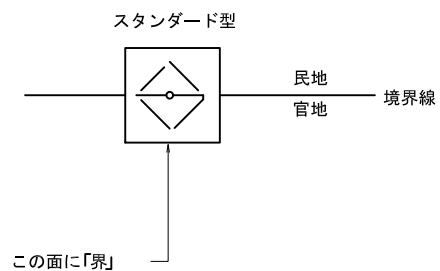 スタンダード型
民地
官地
境界線
この面に｢界｣